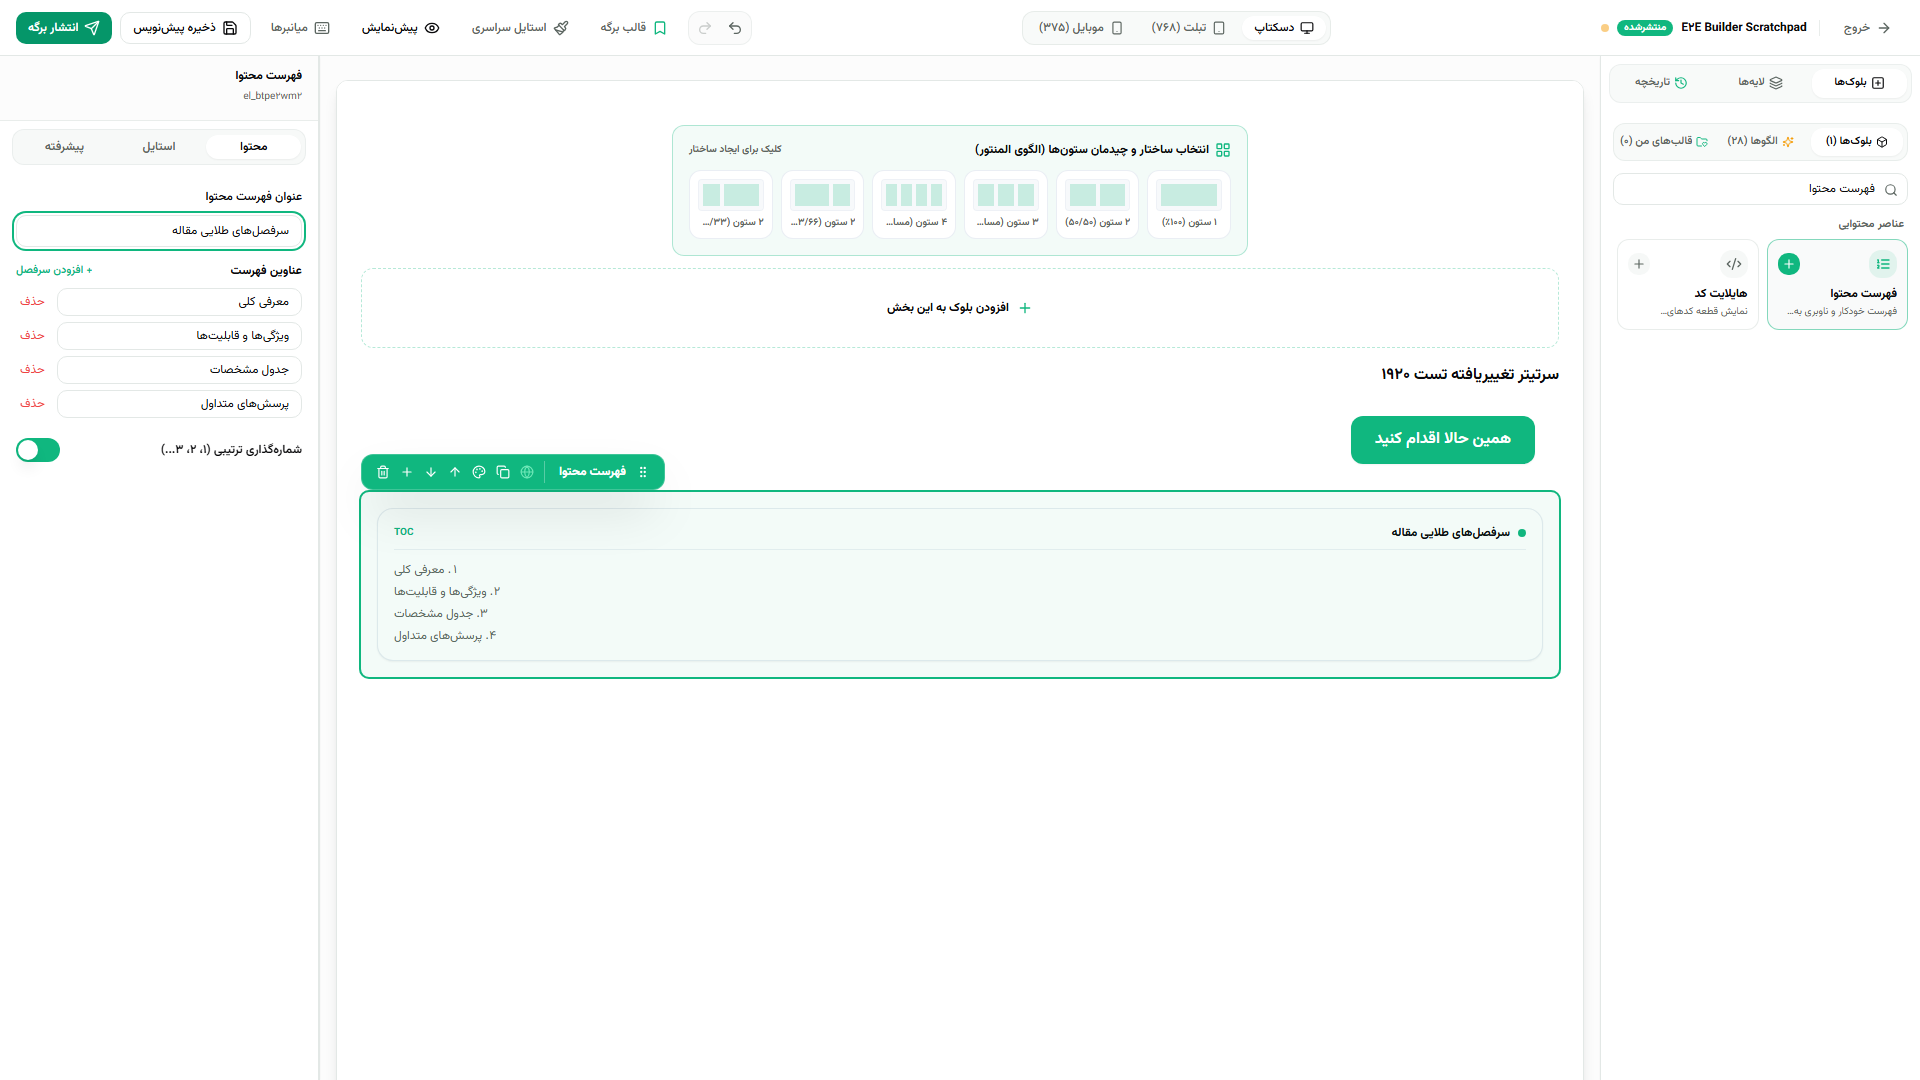 خروج
E2E Builder Scratchpad
منتشرشده
دسکتاپ
تبلت (۷۶۸)
موبایل (۳۷۵)
قالب برگه
استایل سراسری
پیش‌نمایش
میانبرها
ذخیره پیش‌نویس
انتشار برگه
بلوک‌ها
لایه‌ها
تاریخچه
بلوک‌ها (۱)
الگوها (۲۸)
قالب‌های من (۰)
فهرست محتوا
عناصر محتوایی
فهرست محتوا
فهرست خودکار و ناوبری به...
هایلایت کد
نمایش قطعه کدهای...
انتخاب ساختار و چیدمان ستون‌ها (الگوی المنتور)
کلیک برای ایجاد ساختار
۱ ستون (۱۰۰٪)
۲ ستون (۵۰/۵۰)
۳ ستون (مسا...
۴ ستون (مسا...
۲ ستون (۳/۶۶...
۲ ستون (۳۳/...
افزودن بلوک به این بخش
سرتیتر تغییریافته تست ۱۹۲۰
همین حالا اقدام کنید
فهرست محتوا
سرفصل‌های طلایی مقاله
TOC
۱. معرفی کلی
۲. ویژگی‌ها و قابلیت‌ها
۳. جدول مشخصات
۴. پرسش‌های متداول
فهرست محتوا
el_btpe۲wm۲
محتوا
استایل
پیشرفته
عنوان فهرست محتوا
سرفصل‌های طلایی مقاله
عناوین فهرست
+ افزودن سرفصل
معرفی کلی
حذف
ویژگی‌ها و قابلیت‌ها
حذف
جدول مشخصات
حذف
پرسش‌های متداول
حذف
شماره‌گذاری ترتیبی (۱، ۲، ۳...)